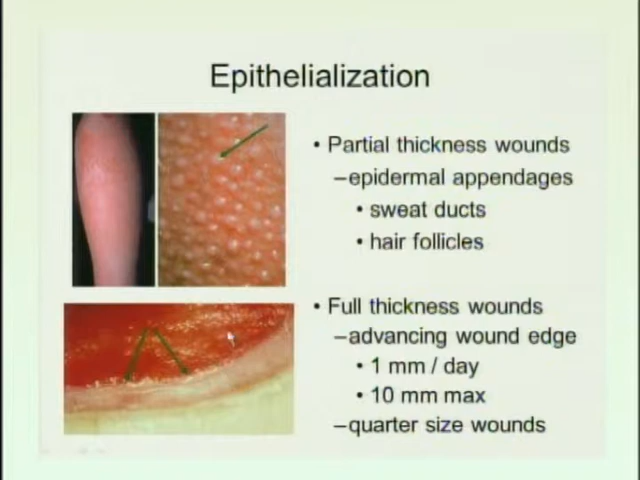 Epithelialization
• Partial thickness wounds
–epidermal appendages
• sweat ducts
• hair follicles
• Full thickness wounds
–advancing wound edge
• 1 mm / day
• 10 mm max
–quarter size wounds